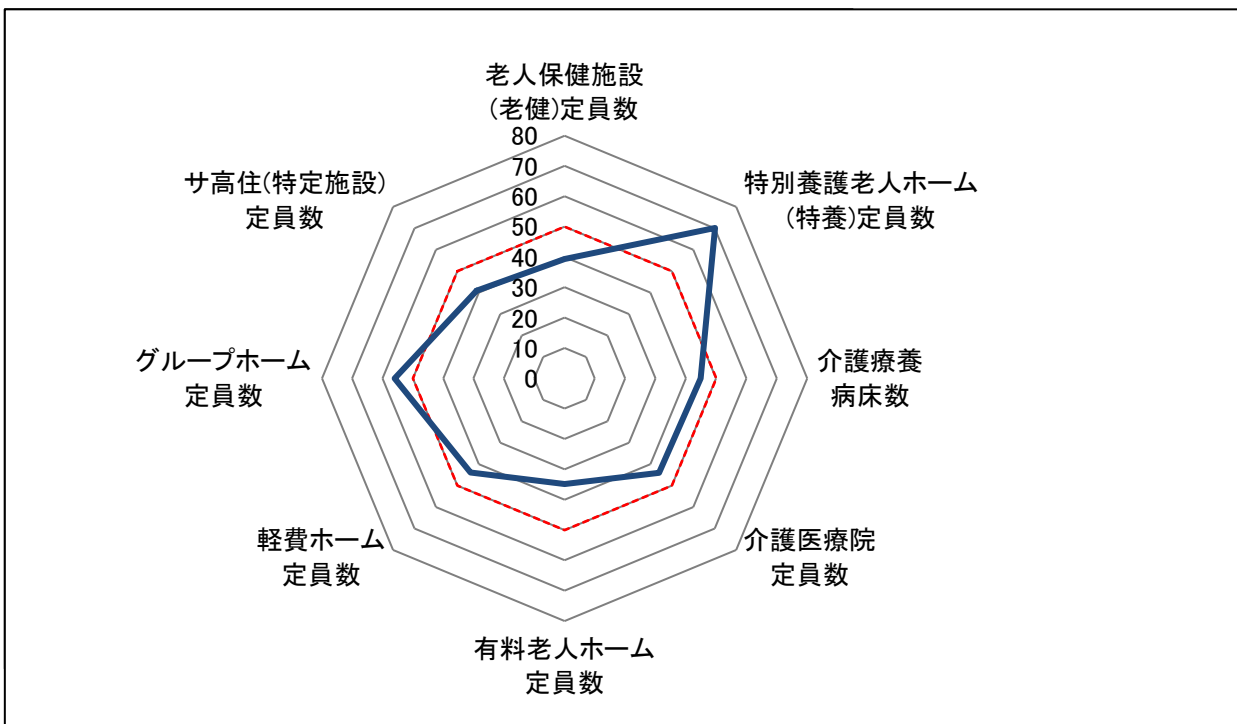 老人保健施設
(老健)定員数
80
70
60
50
40
30
20
10
0
特別養護老人ホーム
(特養)定員数
介護療養
病床数
介護医療院
定員数
有料老人ホーム
定員数
軽費ホーム
定員数
グループホーム
定員数
サ高住(特定施設)
定員数